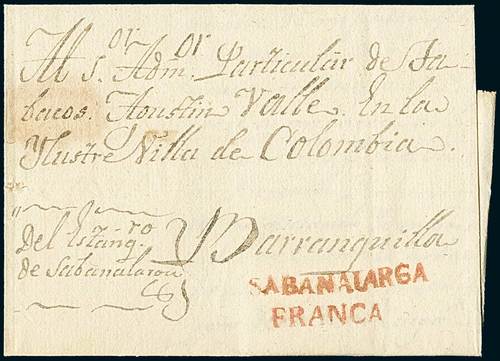 Al S.or Adm.or Particular de Ta-
bacos. Agustin Valle. En la
Ylustre Villa de Colombia.
Del Estanq.ro
de Sabanalarga
Barranquilla
SABANALARGA
FRANCA